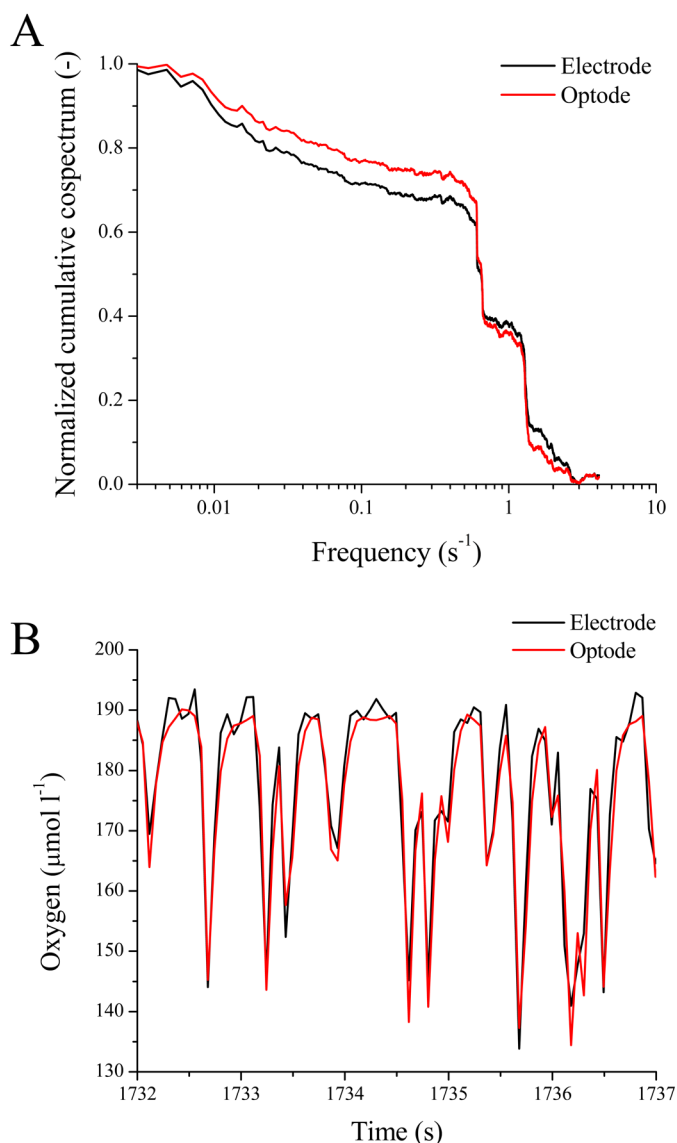 A
Normalized cumulative cospectrum (-)
1.0
0.8
0.6
0.4
0.2
0.0
Electrode
Optode
0.01 0.1 1 10
Frequency (s⁻¹)
B
Electrode
Optode
Oxygen (μmol l⁻¹)
200
190
180
170
160
150
140
130
1732 1733 1734 1735 1736 1737
Time (s)